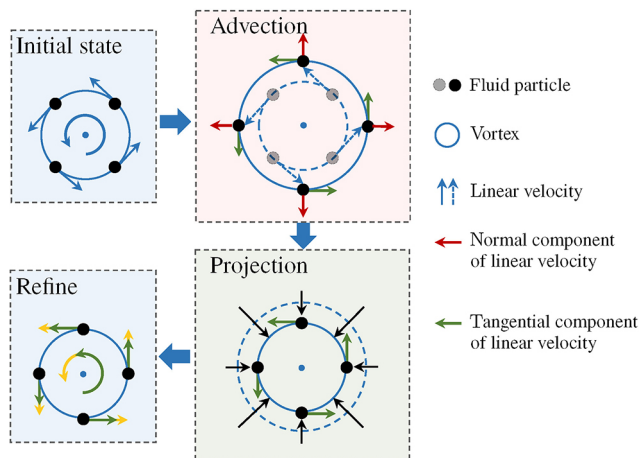 Initial state
Advection
Fluid particle
Vortex
Linear velocity
Normal component
of linear velocity
Refine
Projection
Tangential component
of linear velocity